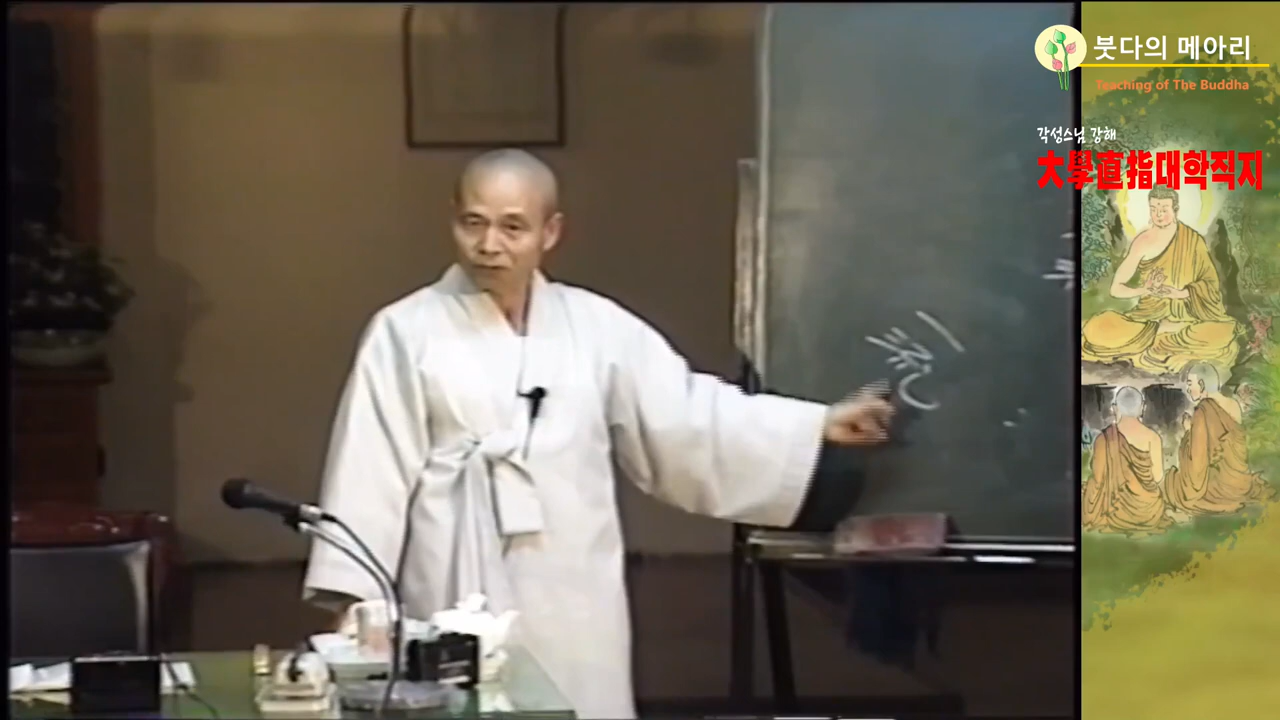 붓다의 메아리
Teaching of The Buddha
각성스님 강해
大學直指대학직지